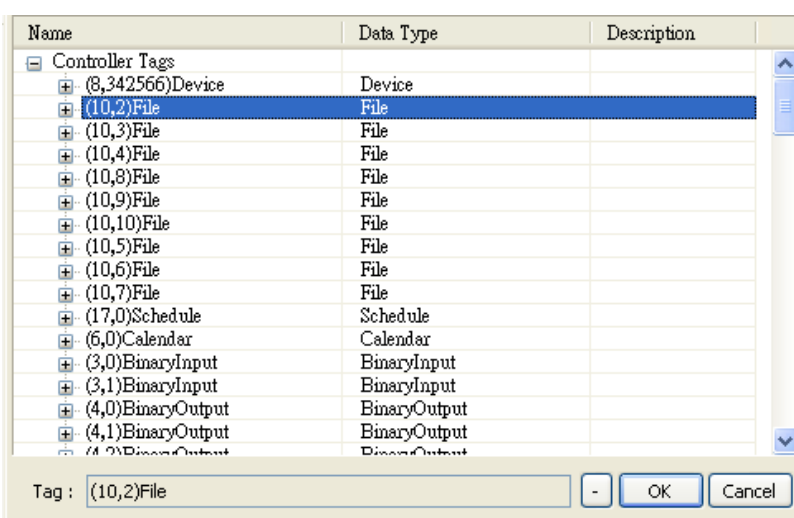 Name Data Type Description
Controller Tags
(8,342566)Device Device
(10,2)File File
(10,3)File File
(10,4)File File
(10,8)File File
(10,9)File File
(10,10)File File
(10,5)File File
(10,6)File File
(10,7)File File
(17,0)Schedule Schedule
(6,0)Calendar Calendar
(3,0)BinaryInput BinaryInput
(3,1)BinaryInput BinaryInput
(4,0)BinaryOutput BinaryOutput
(4,1)BinaryOutput BinaryOutput
(4,2)BinaryOutput BinaryOutput
Tag : (10,2)File - OK Cancel